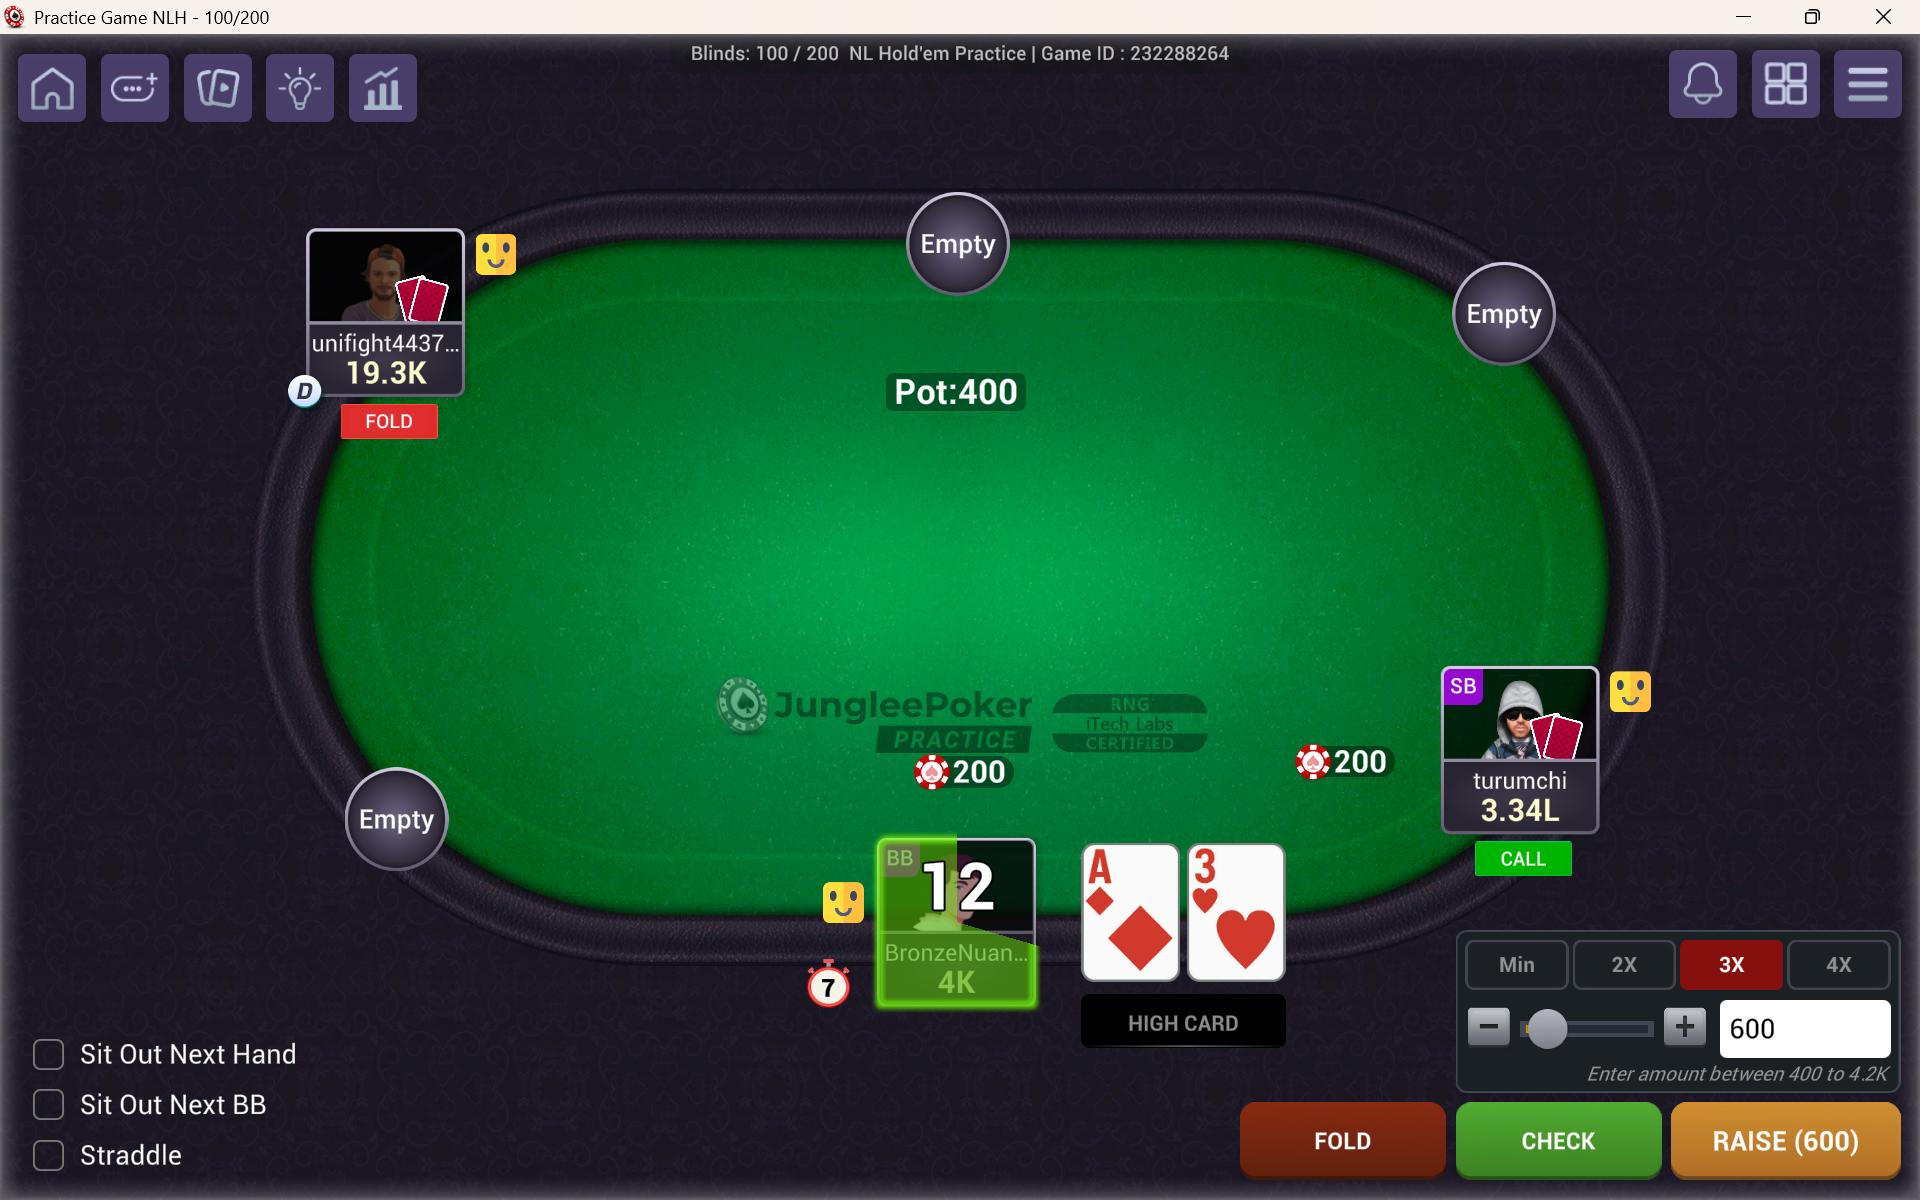 Practice Game NLH - 100/200
Blinds: 100 / 200 NL Hold'em Practice | Game ID : 232288264
Empty
Empty
unifight4437...
19.3K
D
FOLD
Pot:400
JungleePoker
PRACTICE
RNG
iTech Labs
CERTIFIED
200
200
SB
turumchi
3.34L
CALL
Empty
BB
12
BronzeNuan...
4K
7
A
3
HIGH CARD
Min
2X
3X
4X
600
Enter amount between 400 to 4.2K
Sit Out Next Hand
Sit Out Next BB
Straddle
FOLD
CHECK
RAISE (600)